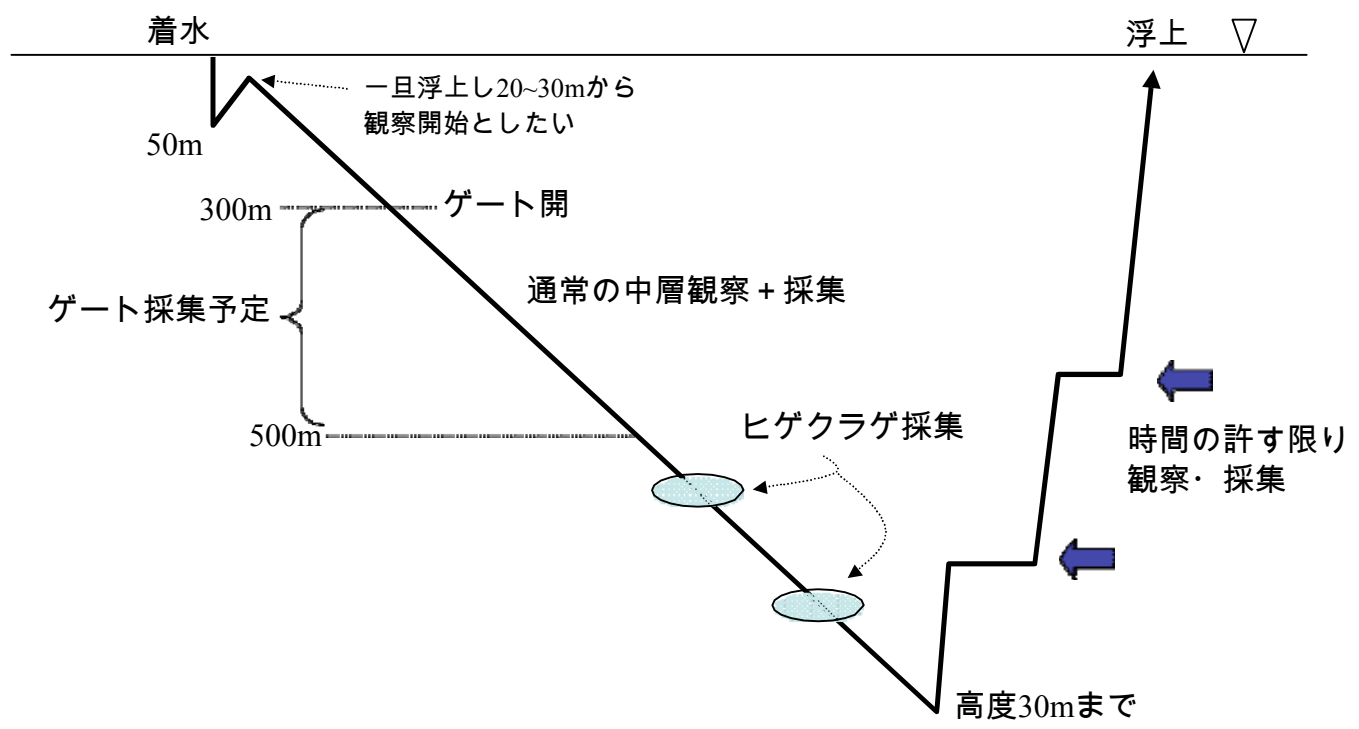 着水
浮上
一旦浮上し20~30mから
観察開始としたい
50m
300m
ゲート開
通常の中層観察+採集
ゲート採集予定
ヒゲクラゲ採集
500m
時間の許す限り
観察・採集
高度30mまで